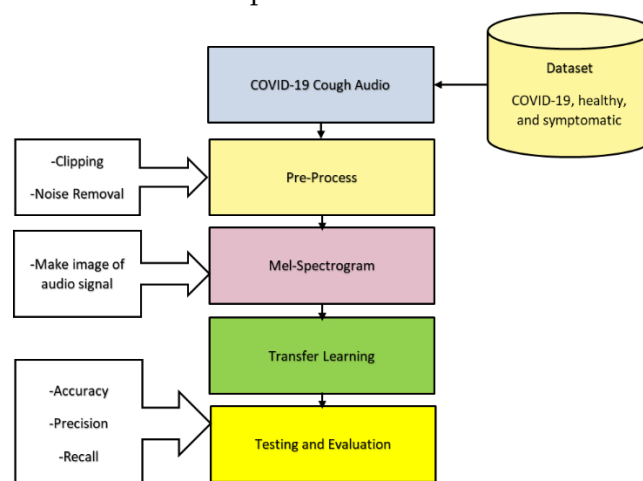 Dataset
COVID-19, healthy,
and symptomatic
COVID-19 Cough Audio
-Clipping
-Noise Removal
Pre-Process
-Make image of
audio signal
Mel-Spectrogram
Transfer Learning
-Accuracy
-Precision
-Recall
Testing and Evaluation